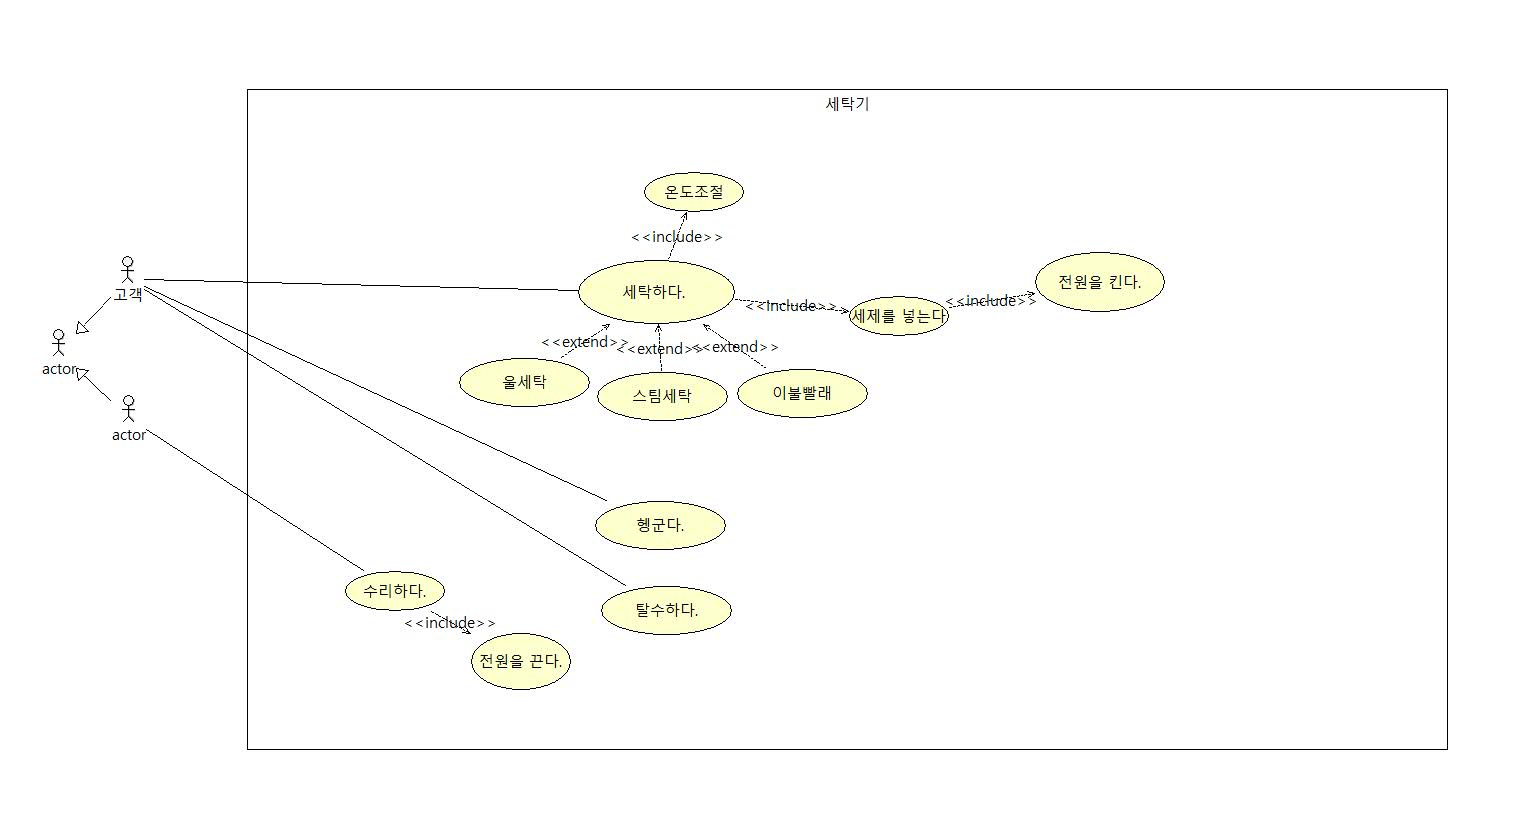 세탁기
온도조절
<<include>>
고객
세탁하다.
<<include>>
세제를 넣는다
<<include>>
전원을 킨다.
<<extend>>
<<extend>>
<<extend>>
울세탁
스팀세탁
이불빨래
actor
actor
헹군다.
수리하다.
<<include>>
탈수하다.
전원을 끈다.